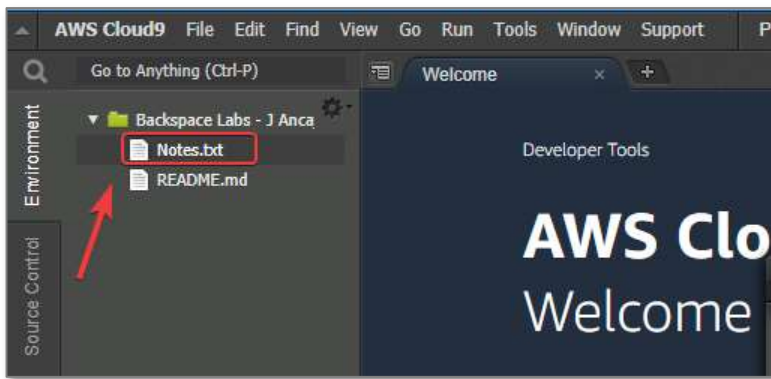 AWS Cloud9 File Edit Find View Go Run Tools Window Support P
Go to Anything (Ctrl-P)
Welcome
Environment
Backspace Labs - J Anca
Notes.txt
README.md
Source Control
Developer Tools
AWS Clo
Welcome